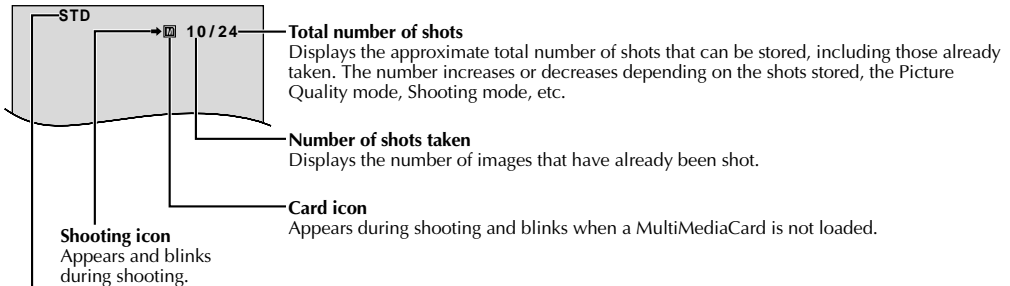 STD
10/24
Total number of shots
Displays the approximate total number of shots that can be stored, including those already
taken. The number increases or decreases depending on the shots stored, the Picture
Quality mode, Shooting mode, etc.
Number of shots taken
Displays the number of images that have already been shot.
Card icon
Appears during shooting and blinks when a MultiMediaCard is not loaded.
Shooting icon
Appears and blinks
during shooting.